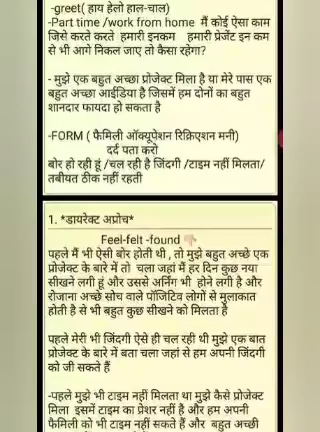 -greet( हाय हेलो हाल-चाल)
-Part time /work from home मैं कोई ऐसा काम
जिसे करते करते हमारी इनकम हमारी प्रेजेंट इन कम
से भी आगे निकल जाए तो कैसा रहेगा?
- मुझे एक बहुत अच्छा प्रोजेक्ट मिला है या मेरे पास एक
बहुत अच्छा आईडिया है जिसमें हम दोनों का बहुत
शानदार फायदा हो सकता है
-FORM ( फैमिली ऑक्यूपेशन रिक्रिएशन मनी)
दर्द पता करो
बोर हो रही हूं /चल रही है जिंदगी /टाइम नहीं मिलता/
तबीयत ठीक नहीं रहती
1. *डायरेक्ट अप्रोच*
Feel-felt -found 👇🏻
पहले मैं भी ऐसी बोर होती थी , तो मुझे बहुत अच्छे एक
प्रोजेक्ट के बारे में तो चला जहां मैं हर दिन कुछ नया
सीखने लगी हूं और उससे अर्निंग भी होने लगी है और
रोजाना अच्छे सोच वाले पॉजिटिव लोगों से मुलाकात
होती है से भी बहुत कुछ सीखने को मिलता है
पहले मेरी भी जिंदगी ऐसे ही चल रही थी मुझे एक बात
प्रोजेक्ट के बारे में बता चला जहां से हम अपनी जिंदगी
को जी सकते हैं
-पहले मुझे भी टाइम नहीं मिलता था मुझे कैसे प्रोजेक्ट
मिला इसमें टाइम का प्रेशर नहीं है और हम अपनी
फैमिली को भी टाइम नहीं सकते हैं और बहुत अच्छी